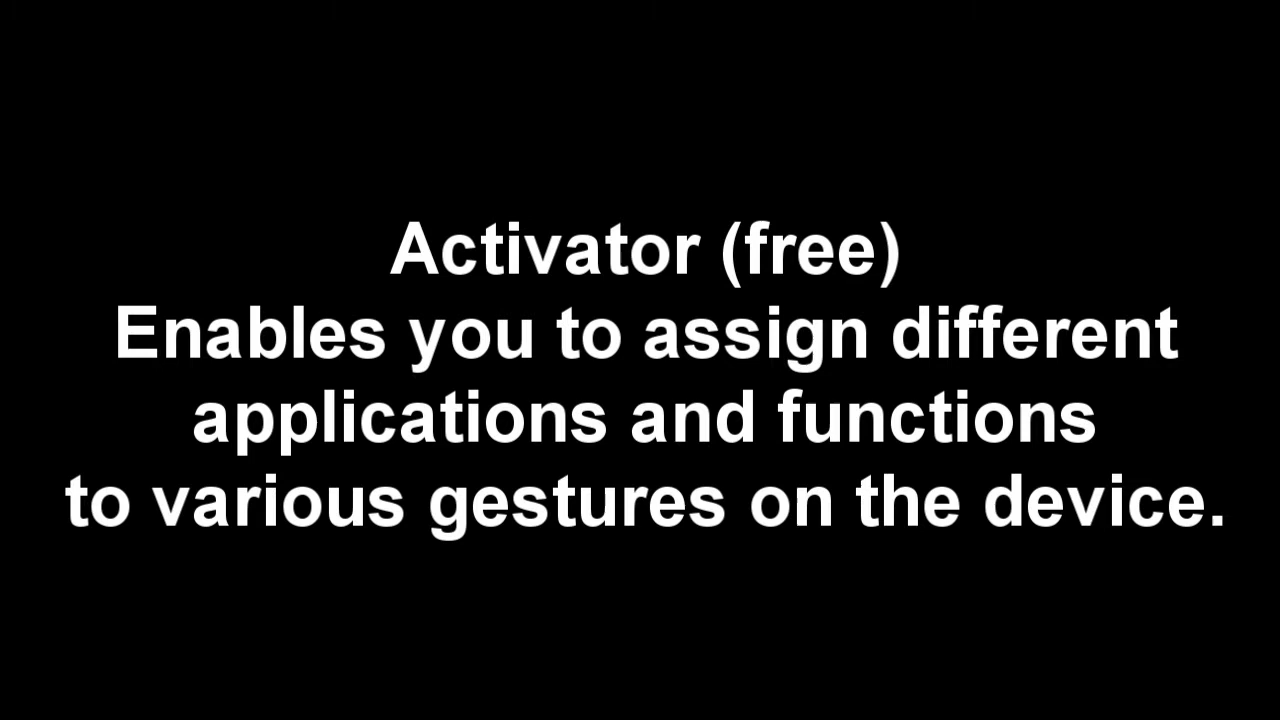 Activator (free)
Enables you to assign different
applications and functions
to various gestures on the device.